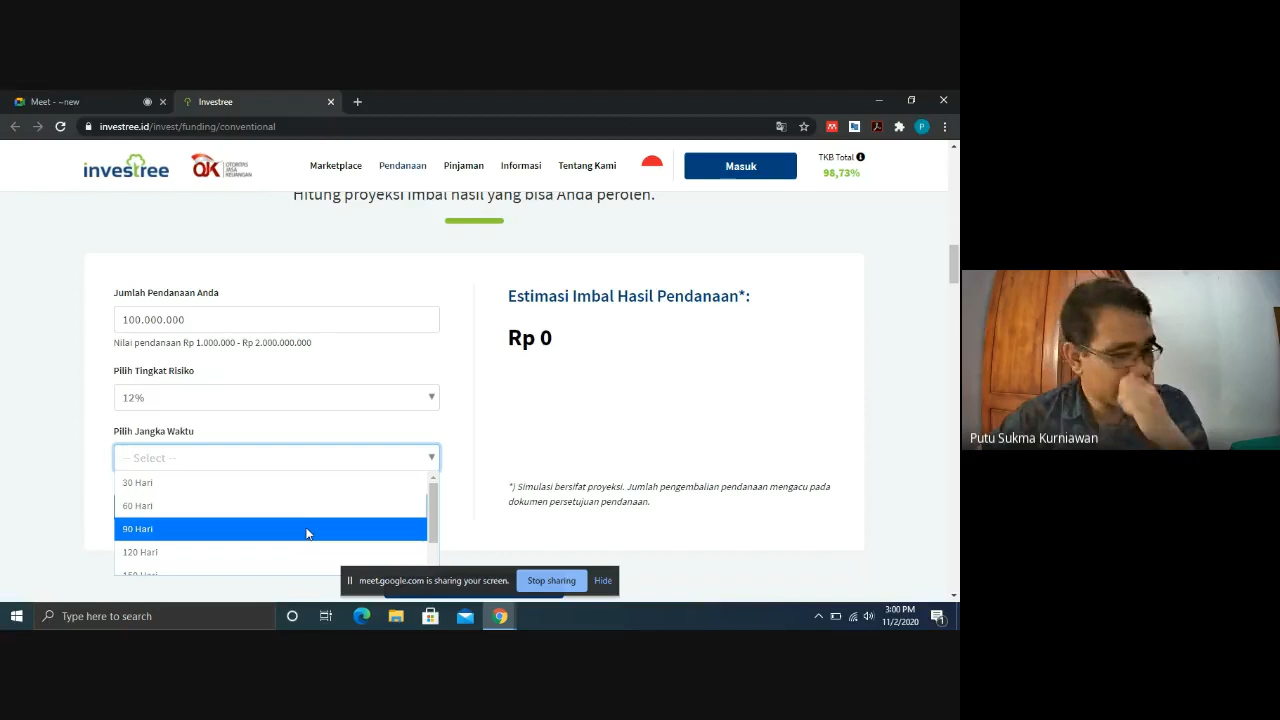 Meet - ~new
Investree
investree.id/invest/funding/conventional
P
investree
OJK OTORITAS JASA KEUANGAN
Marketplace
Pendanaan
Pinjaman
Informasi
Tentang Kami
Masuk
TKB Total
98,73%
Hitung proyeksi imbal hasil yang bisa Anda peroleh.
Jumlah Pendanaan Anda
100.000.000
Nilai pendanaan Rp 1.000.000 - Rp 2.000.000.000
Pilih Tingkat Risiko
12%
Pilih Jangka Waktu
-- Select --
30 Hari
60 Hari
90 Hari
120 Hari
150 Hari
Estimasi Imbal Hasil Pendanaan*:
Rp 0
*) Simulasi bersifat proyeksi. Jumlah pengembalian pendanaan mengacu pada
dokumen persetujuan pendanaan.
meet.google.com is sharing your screen.
Stop sharing
Hide
Type here to search
3:00 PM
11/2/2020
1
Putu Sukma Kurniawan